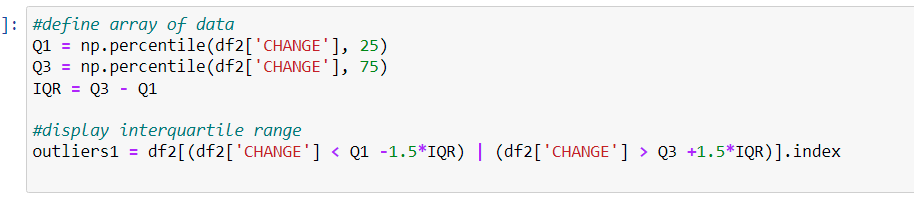 ]: #define array of data
Q1 = np.percentile(df2['CHANGE'], 25)
Q3 = np.percentile(df2['CHANGE'], 75)
IQR = Q3 - Q1
#display interquartile range
outliers1 = df2[(df2['CHANGE'] < Q1 -1.5*IQR) | (df2['CHANGE'] > Q3 +1.5*IQR)].index